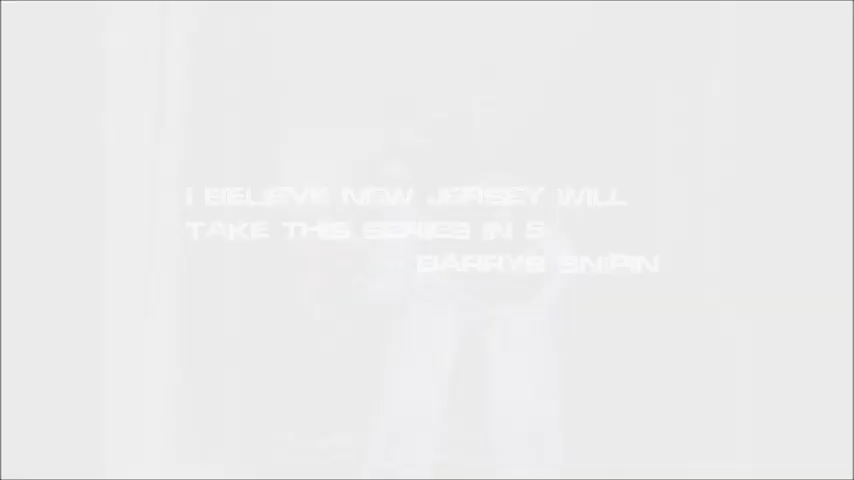 I BELIEVE NEW JERSEY WILL
TAKE THIS SERIES IN 5
BARRYS SNIPIN